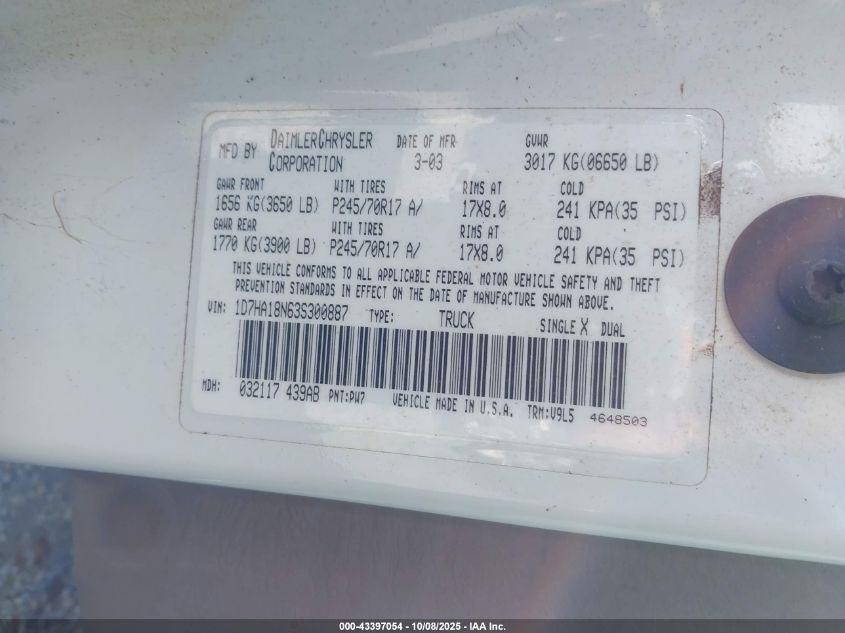 MFD BY DAIMLERCHRYSLER CORPORATION DATE OF MFR 3-03 GVWR 3017 KG(06650 LB)
GAWR FRONT WITH TIRES RIMS AT COLD
1656 KG(3650 LB) P245/70R17 A/ 17X8.0 241 KPA(35 PSI)
GAWR REAR WITH TIRES RIMS AT COLD
1770 KG(3900 LB) P245/70R17 A/ 17X8.0 241 KPA(35 PSI)
THIS VEHICLE CONFORMS TO ALL APPLICABLE FEDERAL MOTOR VEHICLE SAFETY AND THEFT
PREVENTION STANDARDS IN EFFECT ON THE DATE OF MANUFACTURE SHOWN ABOVE.
VIN: 1D7HA18N63S300887 TYPE: TRUCK SINGLE X DUAL
MDH: 032117 439AB PNT:PW7 VEHICLE MADE IN U.S.A. TRM:V9L5 4648503
000-43397054 - 10/08/2025 - IAA Inc.